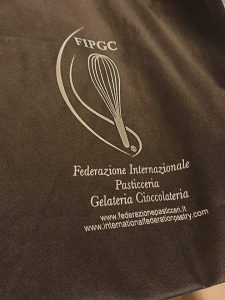 FIPGC
Federazione Internazionale
Pasticceria
Gelateria Cioccolateria
www.federazionepasticceri.it
www.internationalfederationpastry.com